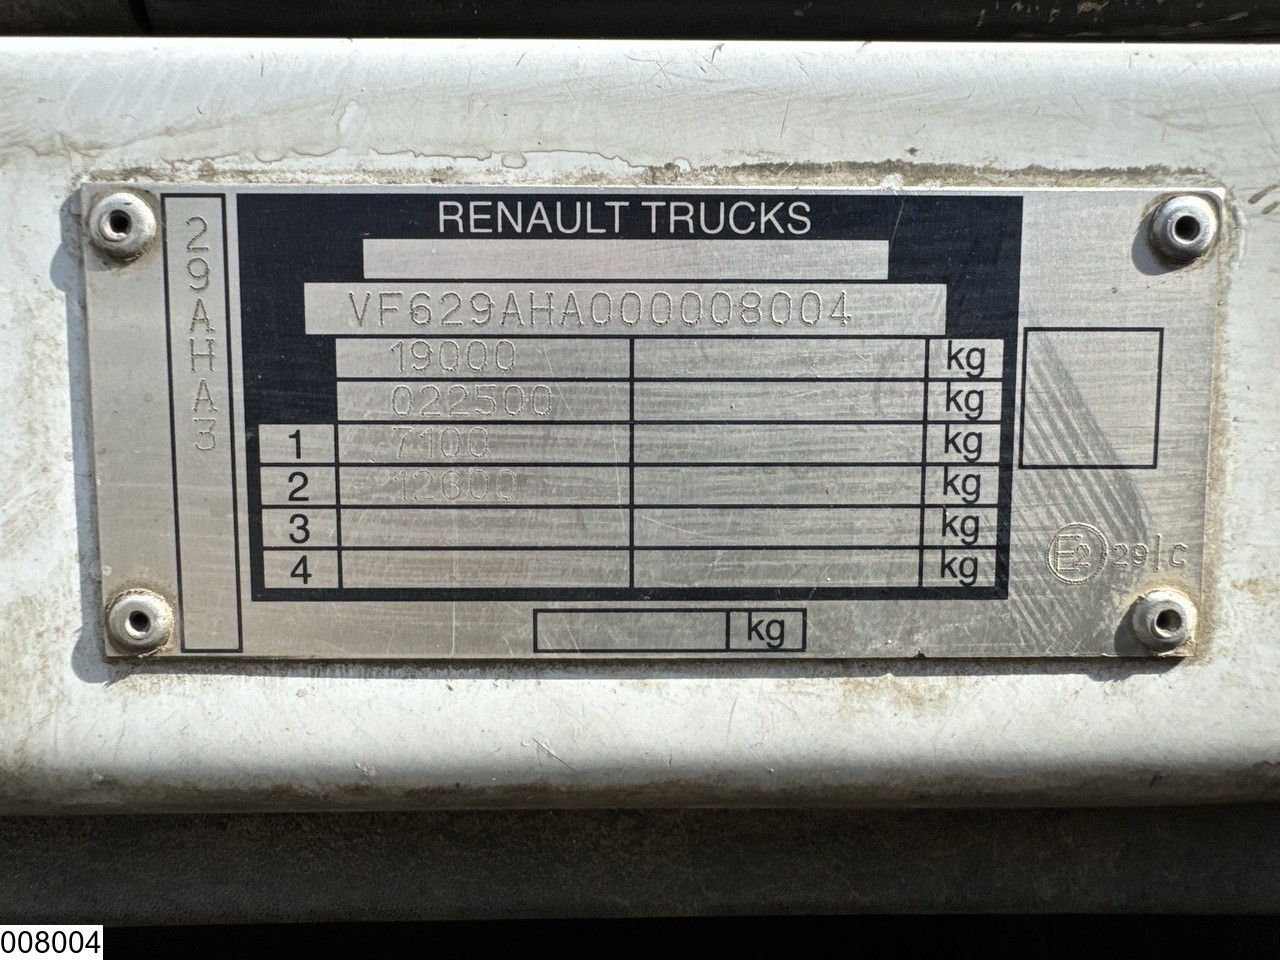 29AHA3
RENAULT TRUCKS
VF629AHA000008004
19000 kg
022500 kg
1 7100 kg
2 12600 kg
3 kg
4 kg
kg
E2 29/C
008004